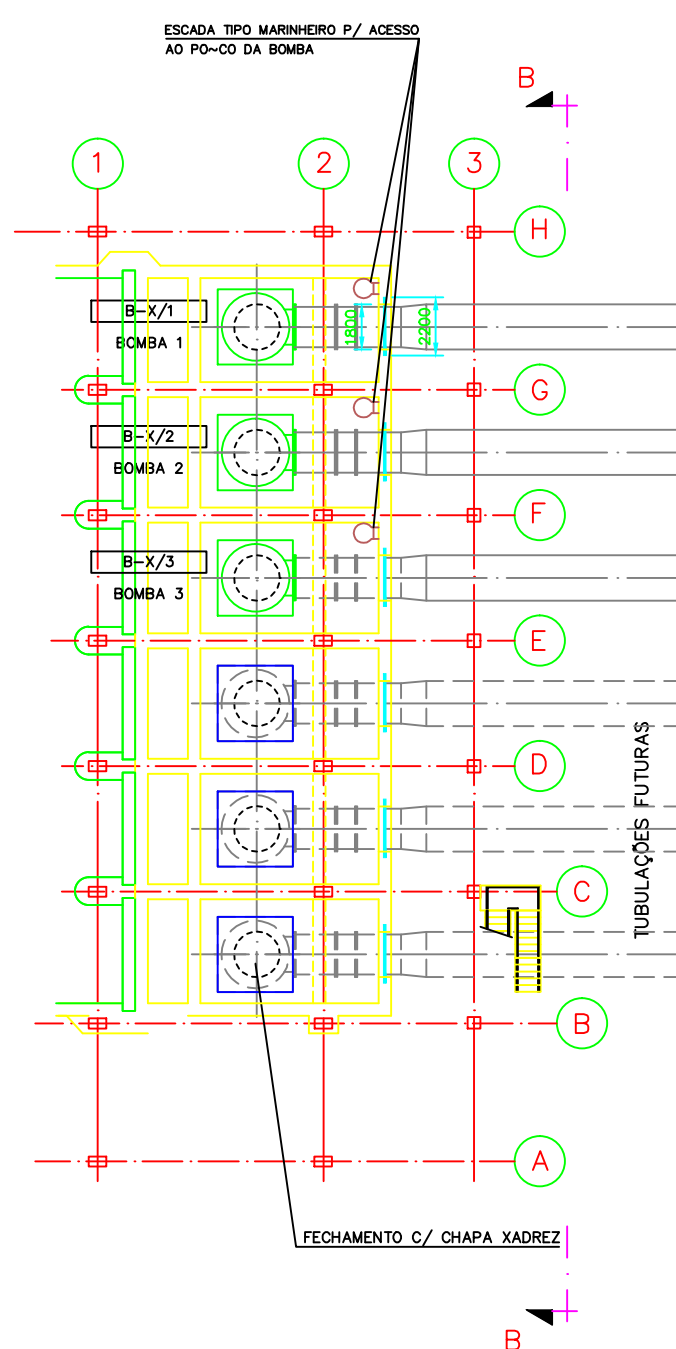 ESCADA TIPO MARINHEIRO P/ ACESSO
AO PO~CO DA BOMBA
B
1
2
3
H
B-X/1
BOMBA 1
1800
2200
G
B-X/2
BOMBA 2
F
B-X/3
BOMBA 3
E
D
TUBULAÇÕES FUTURAS
C
B
A
FECHAMENTO C/ CHAPA XADREZ
B